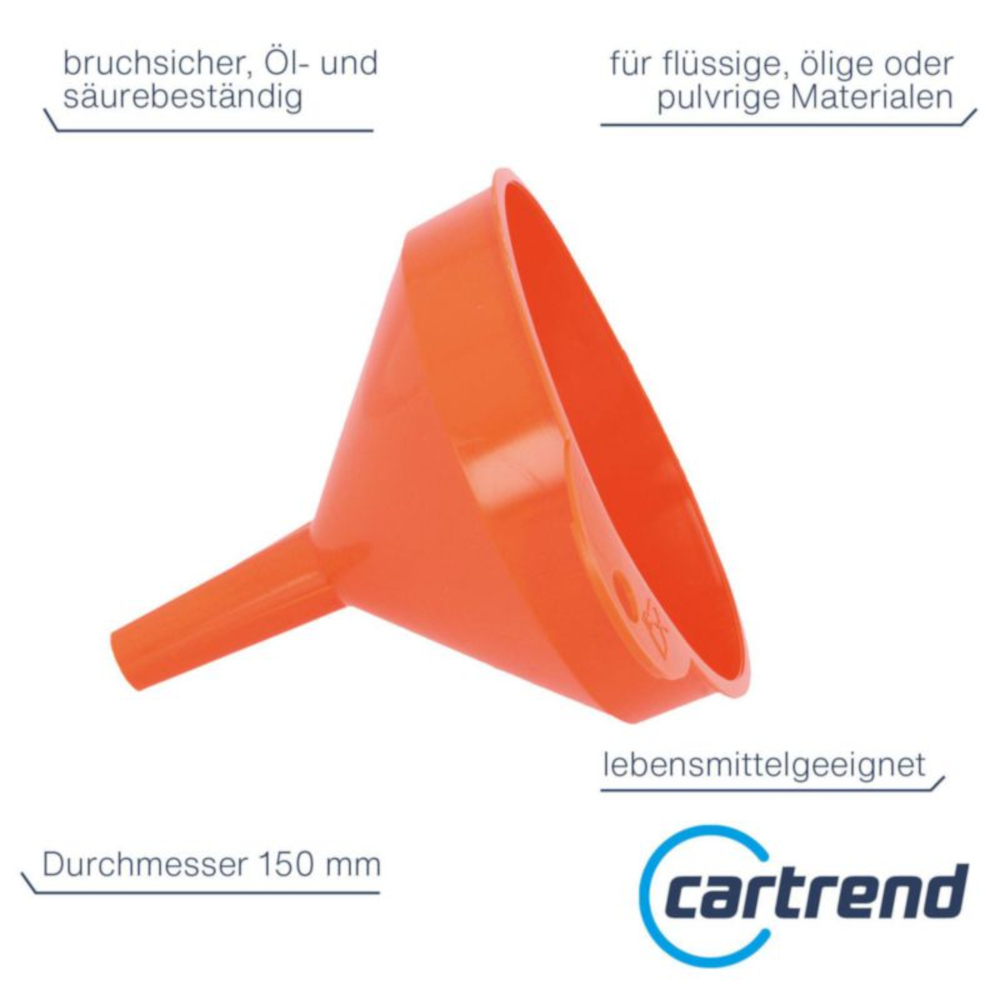 bruchsicher, Öl- und
säurebeständig
für flüssige, ölige oder
pulvrige Materialen
lebensmittelgeeignet
Durchmesser 150 mm
cartrend